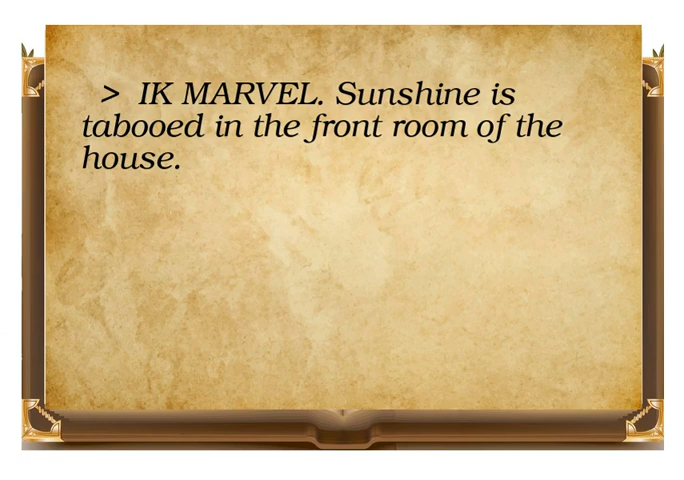 > IK MARVEL. Sunshine is
tabooed in the front room of the
house.